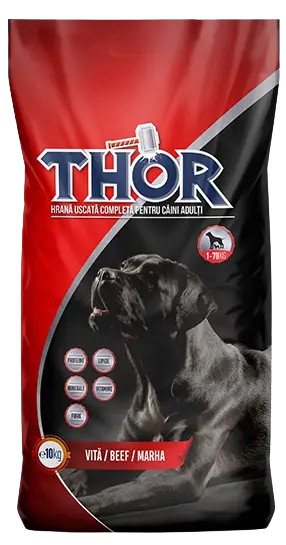 THOR
HRANĂ USCATĂ COMPLETĂ PENTRU CÂINI ADULȚI
1-70KG
PROTEINE
LIPIDE
MINERALE
VITAMINE
FIBRE
℮10kg
VITĂ / BEEF / MARHA